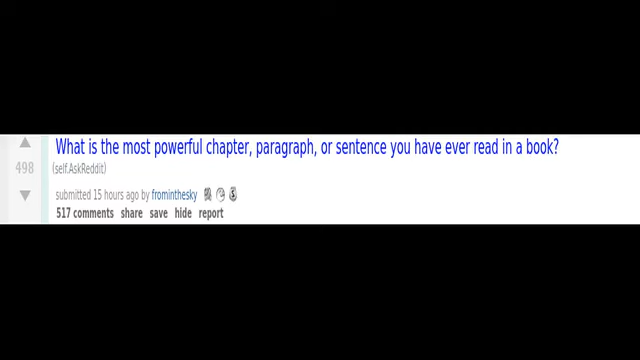 What is the most powerful chapter, paragraph, or sentence you have ever read in a book?
498
(self.AskReddit)
submitted 15 hours ago by frominthesky
517 comments share save hide report